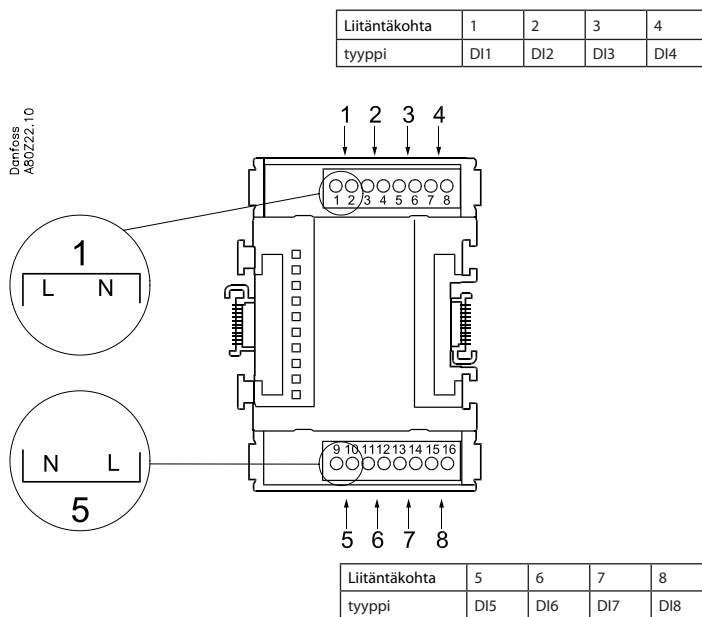 Liitäntäkohta 1 2 3 4
tyyppi DI1 DI2 DI3 DI4
Danfoss
A80Z22.10
1 2 3 4
1 2 3 4 5 6 7 8
1
L N
9 10 11 12 13 14 15 16
N L
5
5 6 7 8
Liitäntäkohta 5 6 7 8
tyyppi DI5 DI6 DI7 DI8